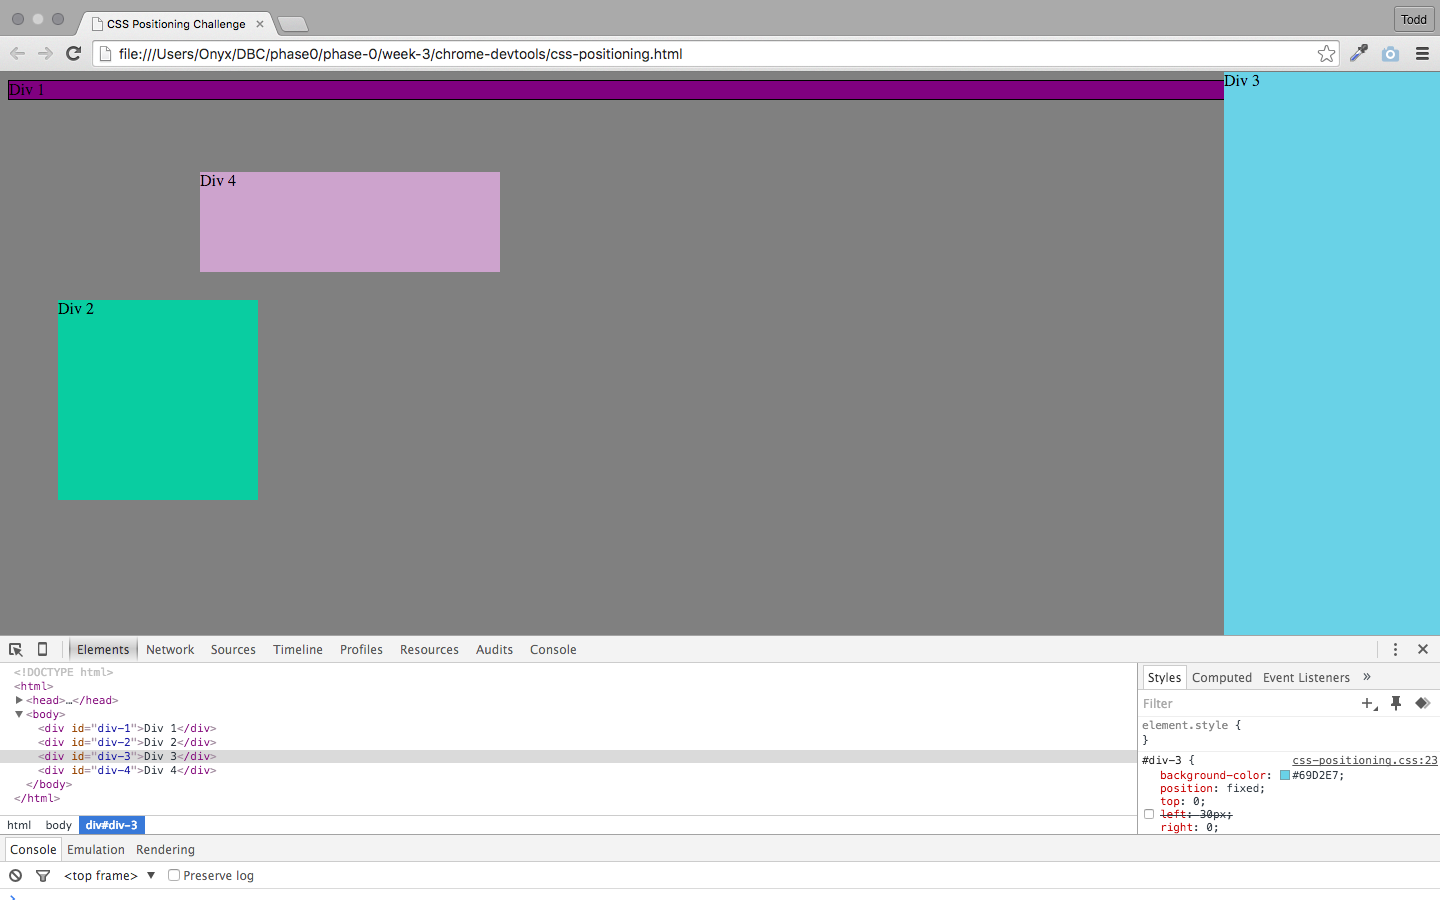 CSS Positioning Challenge
Todd
file:///Users/Onyx/DBC/phase0/phase-0/week-3/chrome-devtools/css-positioning.html
Div 1
Div 3
Div 4
Div 2
Elements Network Sources Timeline Profiles Resources Audits Console
<!DOCTYPE html>
<html>
<head>…</head>
<body>
<div id="div-1">Div 1</div>
<div id="div-2">Div 2</div>
<div id="div-3">Div 3</div>
<div id="div-4">Div 4</div>
</body>
</html>
html body div#div-3
Styles Computed Event Listeners »
Filter
element.style {
}
#div-3 { css-positioning.css:23
background-color: #69D2E7;
position: fixed;
top: 0;
left: 30px;
right: 0;
Console Emulation Rendering
<top frame> ▼ Preserve log